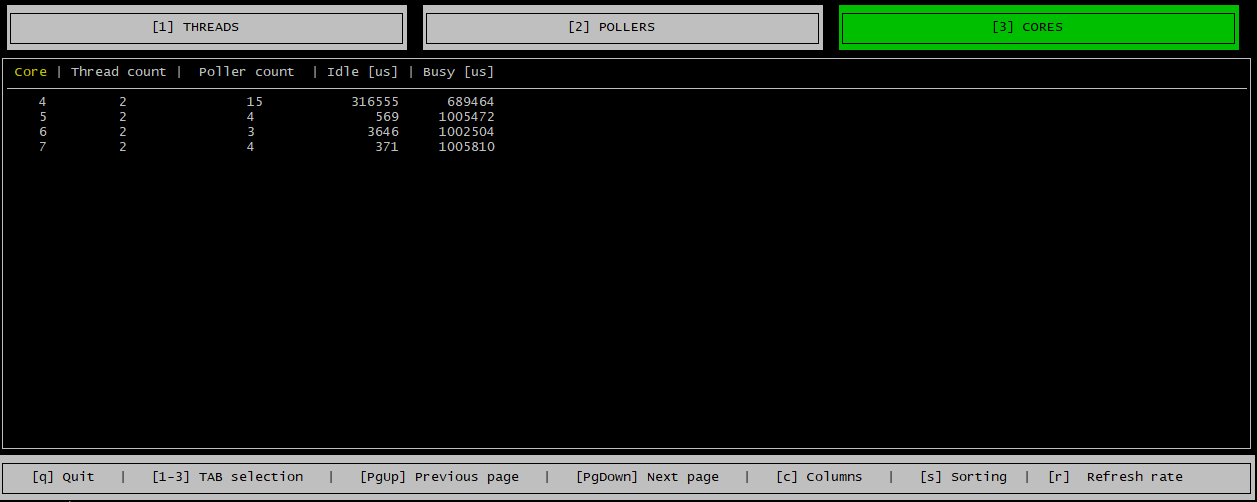 [1] THREADS [2] POLLERS [3] CORES
Core | Thread count | Poller count | Idle [us] | Busy [us]
4 2 15 316555 689464
5 2 4 569 1005472
6 2 3 3646 1002504
7 2 4 371 1005810
[q] Quit | [1-3] TAB selection | [PgUp] Previous page | [PgDown] Next page | [c] Columns | [s] Sorting | [r] Refresh rate